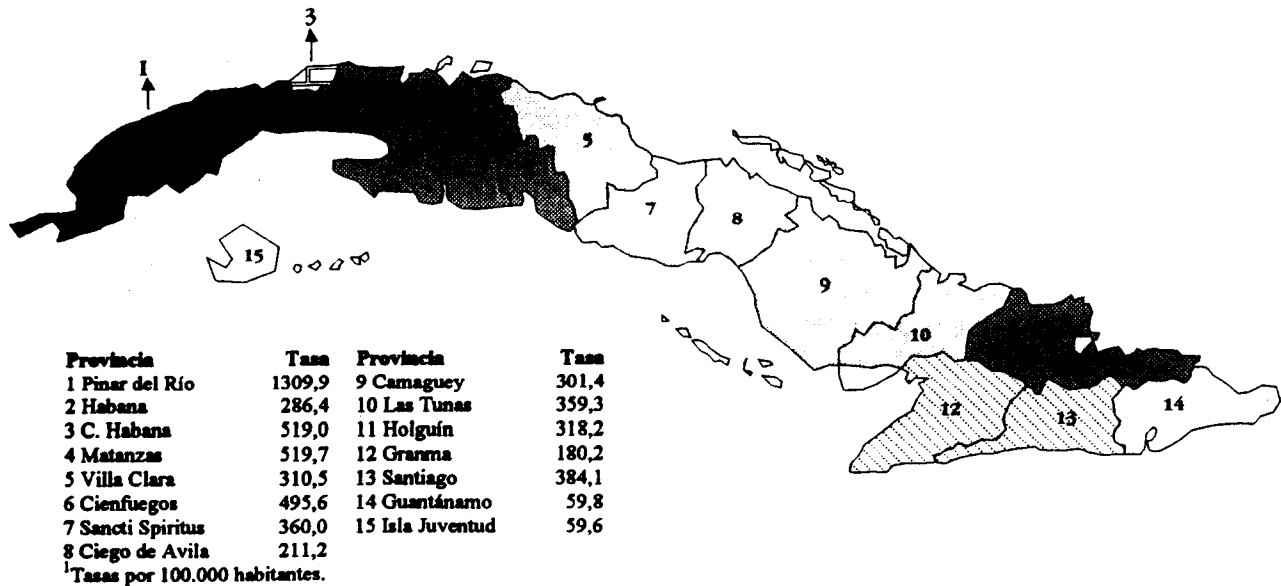 3
1
5
7
8
15
9
10
12
13
14
Provincia Tasa Provincia Tasa
1 Pinar del Río 1309,9 9 Camaguey 301,4
2 Habana 286,4 10 Las Tunas 359,3
3 C. Habana 519,0 11 Holguín 318,2
4 Matanzas 519,7 12 Granma 180,2
5 Villa Clara 310,5 13 Santiago 384,1
6 Cienfuegos 495,6 14 Guantánamo 59,8
7 Sancti Spiritus 360,0 15 Isla Juventud 59,6
8 Ciego de Avila 211,2
¹Tasas por 100.000 habitantes.